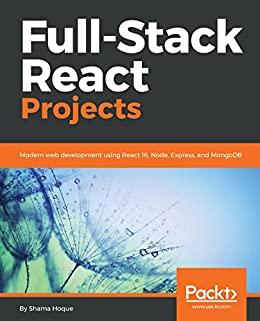 Full-Stack
React
Projects
Modern web development using React 16, Node, Express, and MongoDB
By Shama Hoque
Packt>
www.packt.com